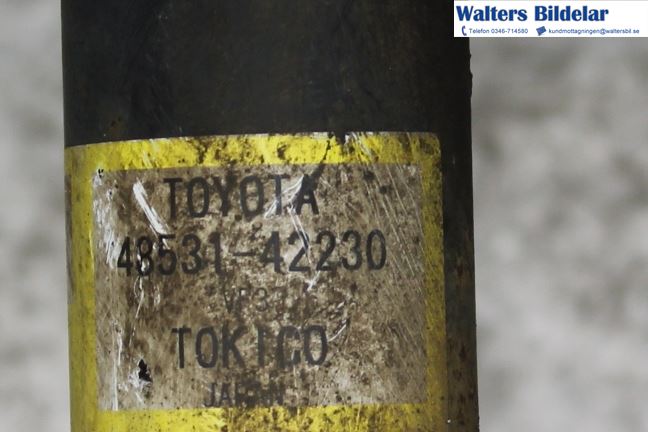 Walters Bildelar
Telefon 0346-714580 kundmottagningen@waltersbil.se
TOYOTA
48531-42230
TOKICO
JAPAN